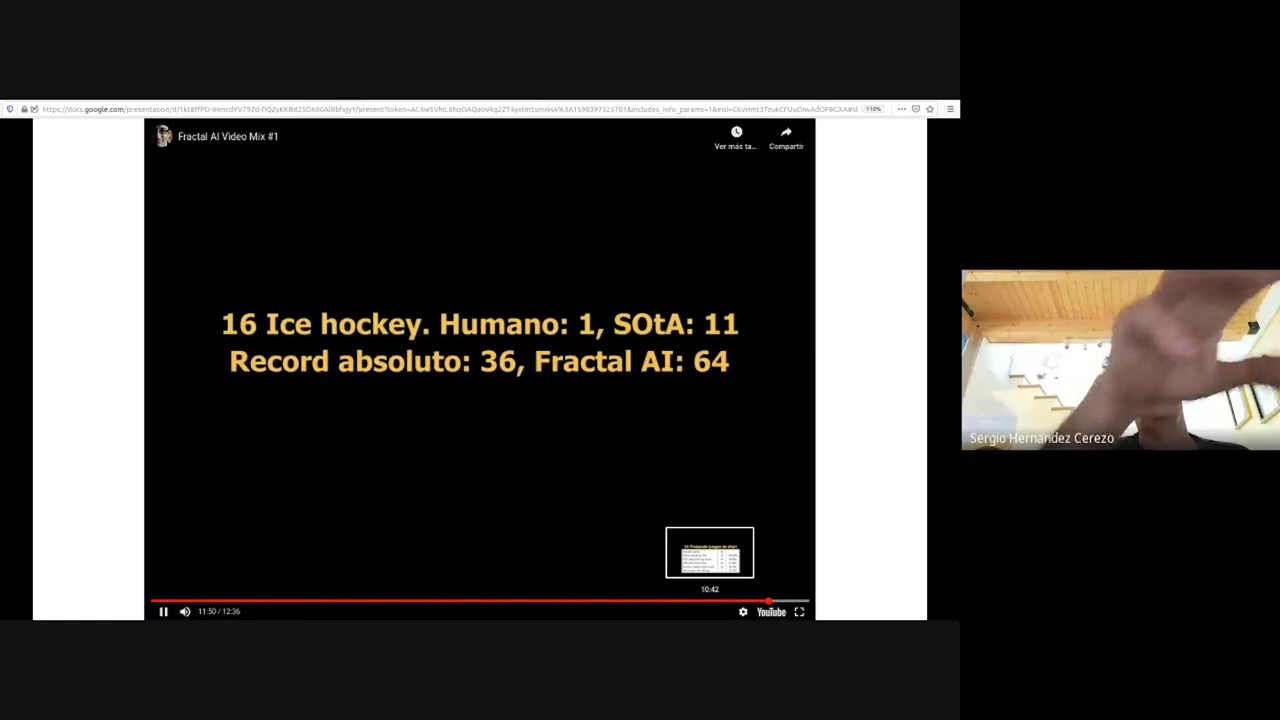 110%
Fractal AI Video Mix #1
Ver más ta...
Compartir
16 Ice hockey. Humano: 1, SOtA: 11
Record absoluto: 36, Fractal AI: 64
10:42
11:50 / 12:36
YouTube
Sergio Hernandez Cerezo